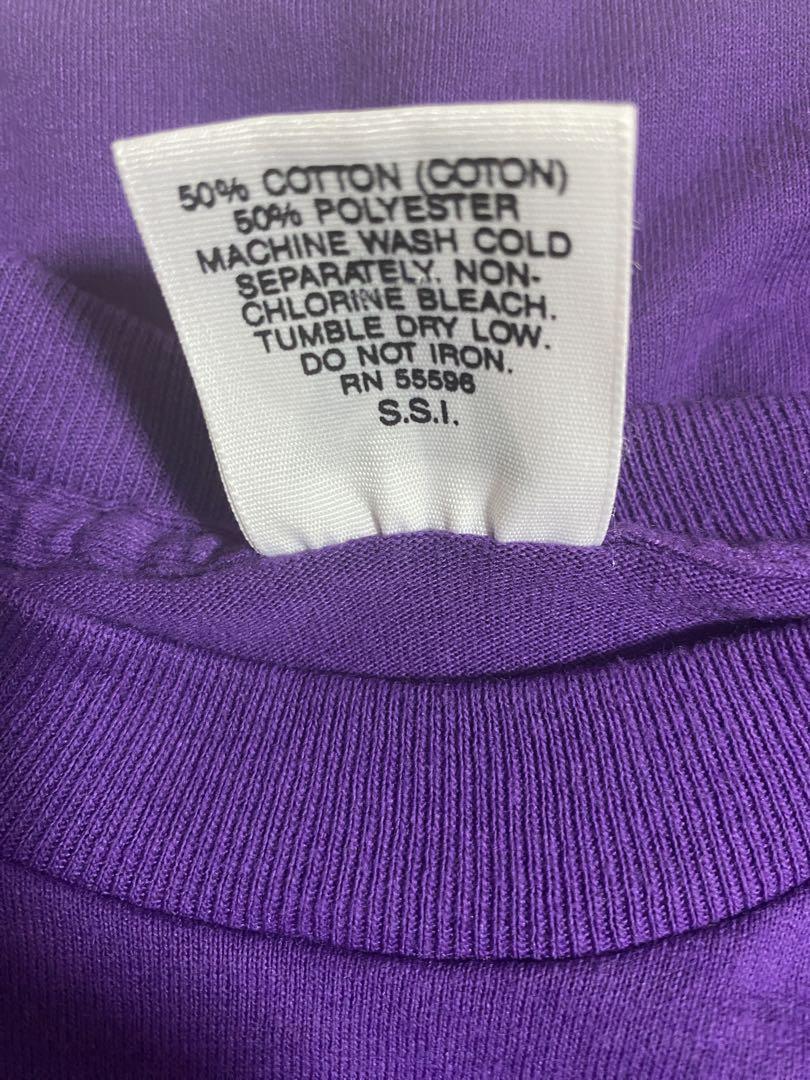 50% COTTON (COTON)
50% POLYESTER
MACHINE WASH COLD
SEPARATELY. NON-
CHLORINE BLEACH.
TUMBLE DRY LOW.
DO NOT IRON.
RN 55596
S.S.I.